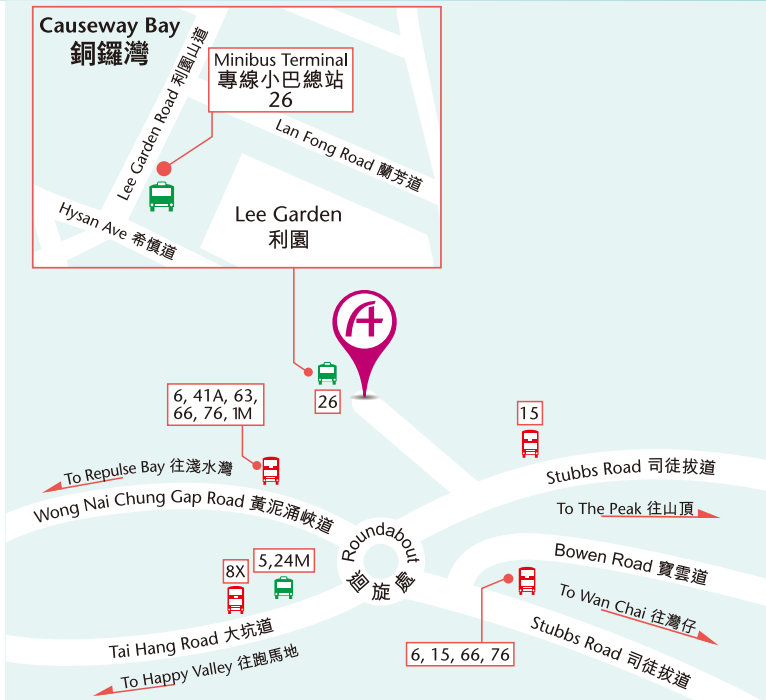 Causeway Bay
銅鑼灣
Lee Garden Road 利園山道
Minibus Terminal
專線小巴總站
26
Lan Fong Road 蘭芳道
Hysan Ave 希慎道
Lee Garden
利園
26
6, 41A, 63,
66, 76, 1M
15
To Repulse Bay 往淺水灣
Wong Nai Chung Gap Road 黃泥涌峽道
Stubbs Road 司徒拔道
To The Peak 往山頂
Roundabout
迴旋處
Bowen Road 寶雲道
8X
5,24M
To Wan Chai 往灣仔
Stubbs Road 司徒拔道
Tai Hang Road 大坑道
To Happy Valley 往跑馬地
6, 15, 66, 76